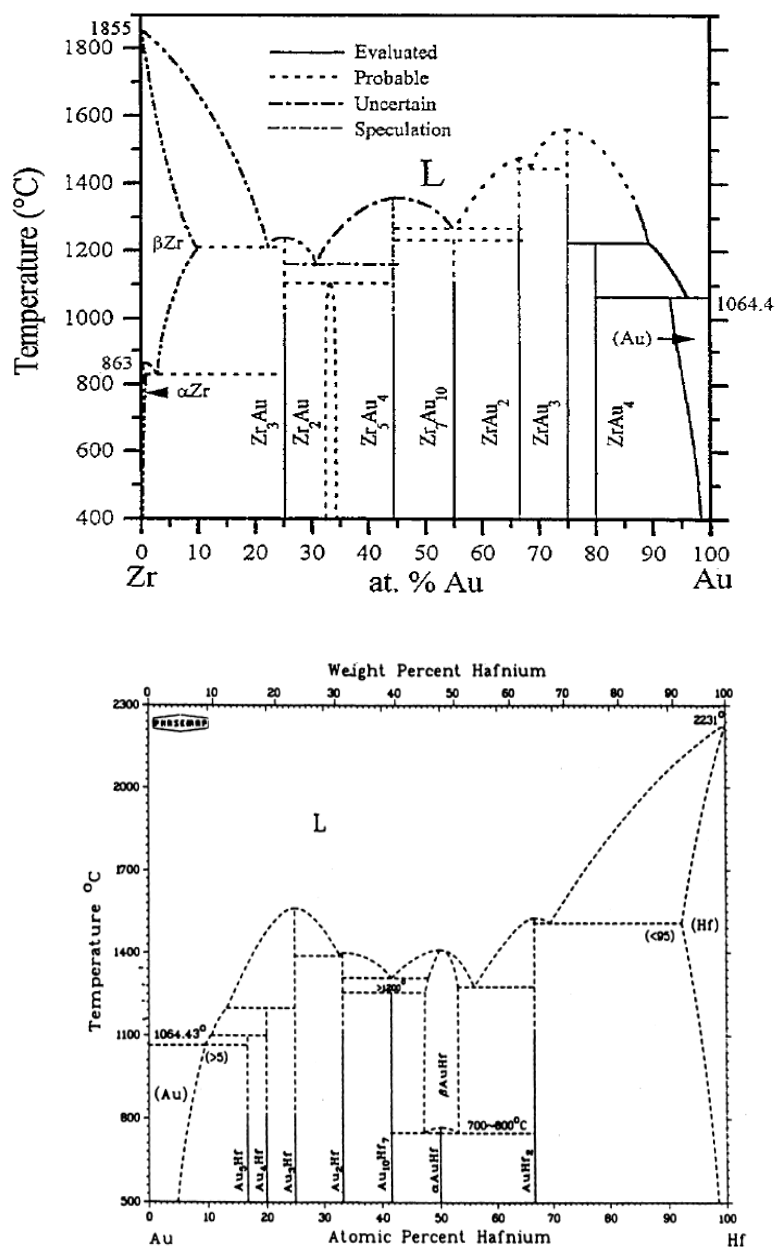 1855
1800
1600
1400
1200
1000
800
600
400
Temperature (°C)
Evaluated
Probable
Uncertain
Speculation
L
βZr
863
αZr
1064.4
(Au)
Zr3Au
Zr2Au
Zr5Au4
Zr7Au10
ZrAu2
ZrAu3
ZrAu4
0 10 20 30 40 50 60 70 80 90 100
Zr at. % Au Au
Weight Percent Hafnium
0 10 20 30 40 50 60 70 80 90 100
2300
2000
1700
1400
1100
800
500
Temperature °C
PHASEMAP
2231°
L
(Hf)
(<95)
>1200°
1064.43°
(>5)
(Au)
βAuHf
700~800°C
Au5Hf
Au4Hf
Au3Hf
Au2Hf
Au10Hf7
αAuHf
AuHf2
0 10 20 30 40 50 60 70 80 90 100
Au Atomic Percent Hafnium Hf